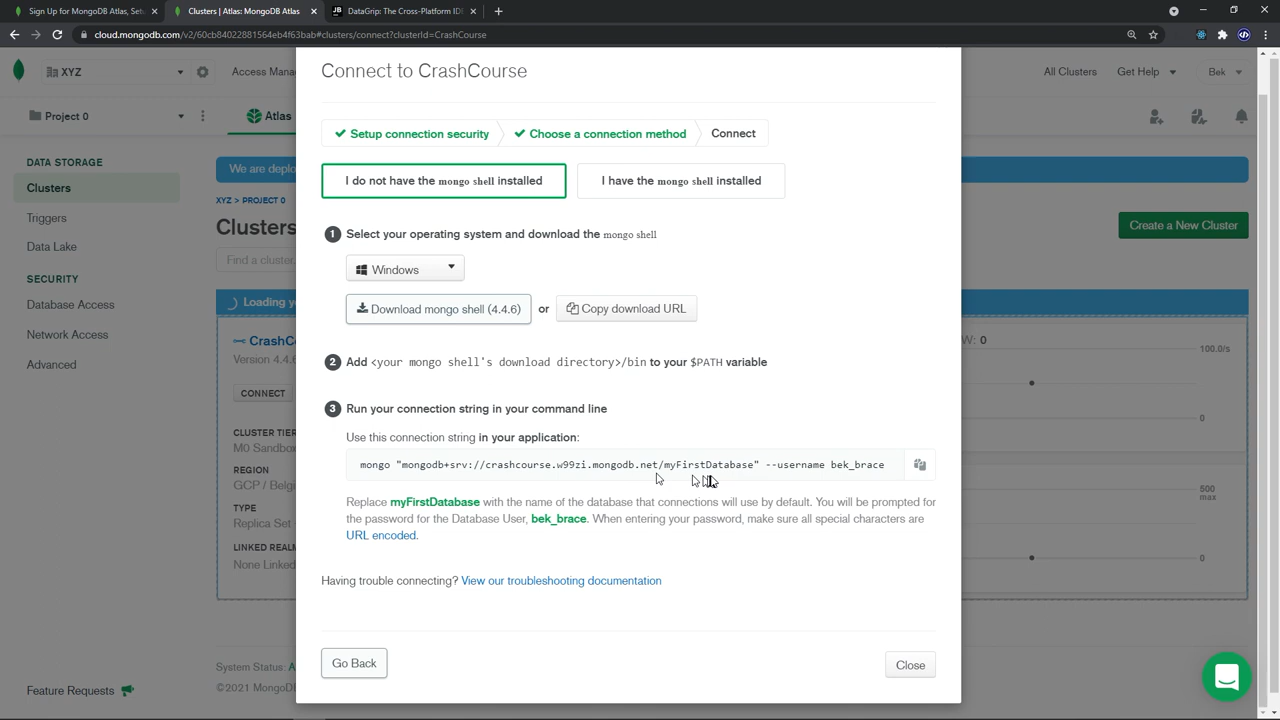 Sign Up for MongoDB Atlas, Set
Clusters | Atlas: MongoDB Atlas
DataGrip: The Cross-Platform IDE
cloud.mongodb.com/v2/60cb84022881564eb4f63bab#clusters/connect?clusterId=CrashCourse
XYZ
Access Manag
All Clusters
Get Help
Bek
Project 0
Atlas
DATA STORAGE
Clusters
Triggers
Data Lake
SECURITY
Database Access
Network Access
Advanced
Feature Requests
We are deplo
XYZ > PROJECT 0
Clusters
Find a cluster.
Create a New Cluster
Loading yo
CrashCo
Version 4.4.6
CONNECT
CLUSTER TIER
M0 Sandbox
REGION
GCP / Belgi
TYPE
Replica Set -
LINKED REALM
None Linked
W: 0
100.0/s
0
500
max
0
System Status: A
©2021 MongoDB
Connect to CrashCourse
Setup connection security
Choose a connection method
Connect
I do not have the mongo shell installed
I have the mongo shell installed
1 Select your operating system and download the mongo shell
Windows
Download mongo shell (4.4.6) or Copy download URL
2 Add <your mongo shell's download directory>/bin to your $PATH variable
3 Run your connection string in your command line
Use this connection string in your application:
mongo "mongodb+srv://crashcourse.w99zi.mongodb.net/myFirstDatabase" --username bek_brace
Replace myFirstDatabase with the name of the database that connections will use by default. You will be prompted for
the password for the Database User, bek_brace. When entering your password, make sure all special characters are
URL encoded.
Having trouble connecting? View our troubleshooting documentation
Go Back
Close